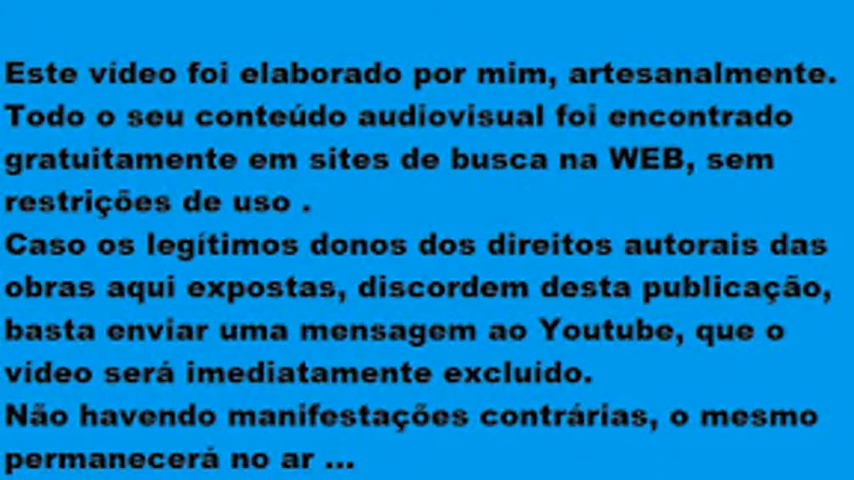 Este vídeo foi elaborado por mim, artesanalmente.
Todo o seu conteúdo audiovisual foi encontrado
gratuitamente em sites de busca na WEB, sem
restrições de uso .
Caso os legítimos donos dos direitos autorais das
obras aqui expostas, discordem desta publicação,
basta enviar uma mensagem ao Youtube, que o
vídeo será imediatamente excluído.
Não havendo manifestações contrárias, o mesmo
permanecerá no ar ...